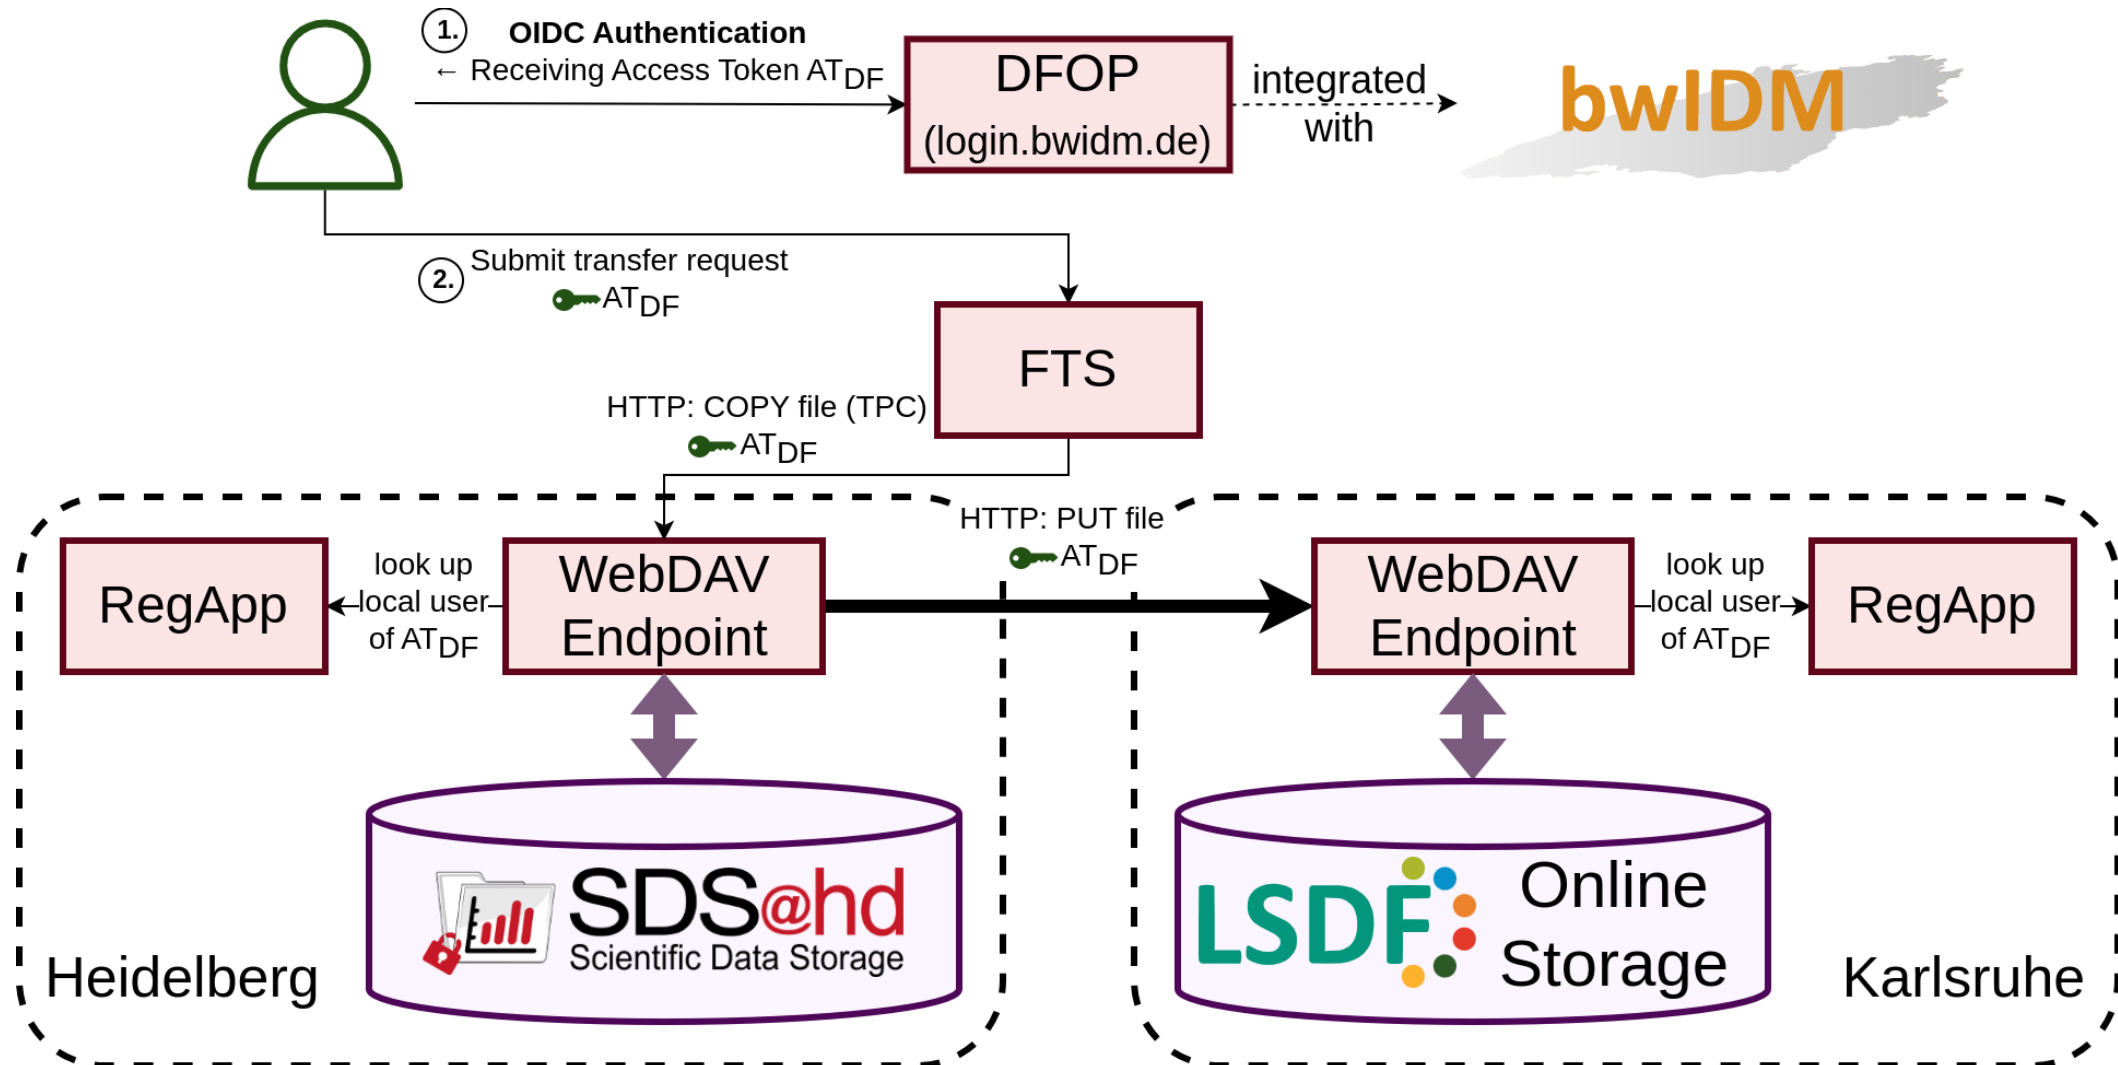 1.
OIDC Authentication
← Receiving Access Token ATDF
DFOP
(login.bwidm.de)
integrated
with
bwIDM
2.
Submit transfer request
ATDF
FTS
HTTP: COPY file (TPC)
ATDF
HTTP: PUT file
ATDF
RegApp
look up
local user
of ATDF
WebDAV
Endpoint
WebDAV
Endpoint
look up
local user
of ATDF
RegApp
SDS@hd
Scientific Data Storage
Heidelberg
LSDF
Online
Storage
Karlsruhe